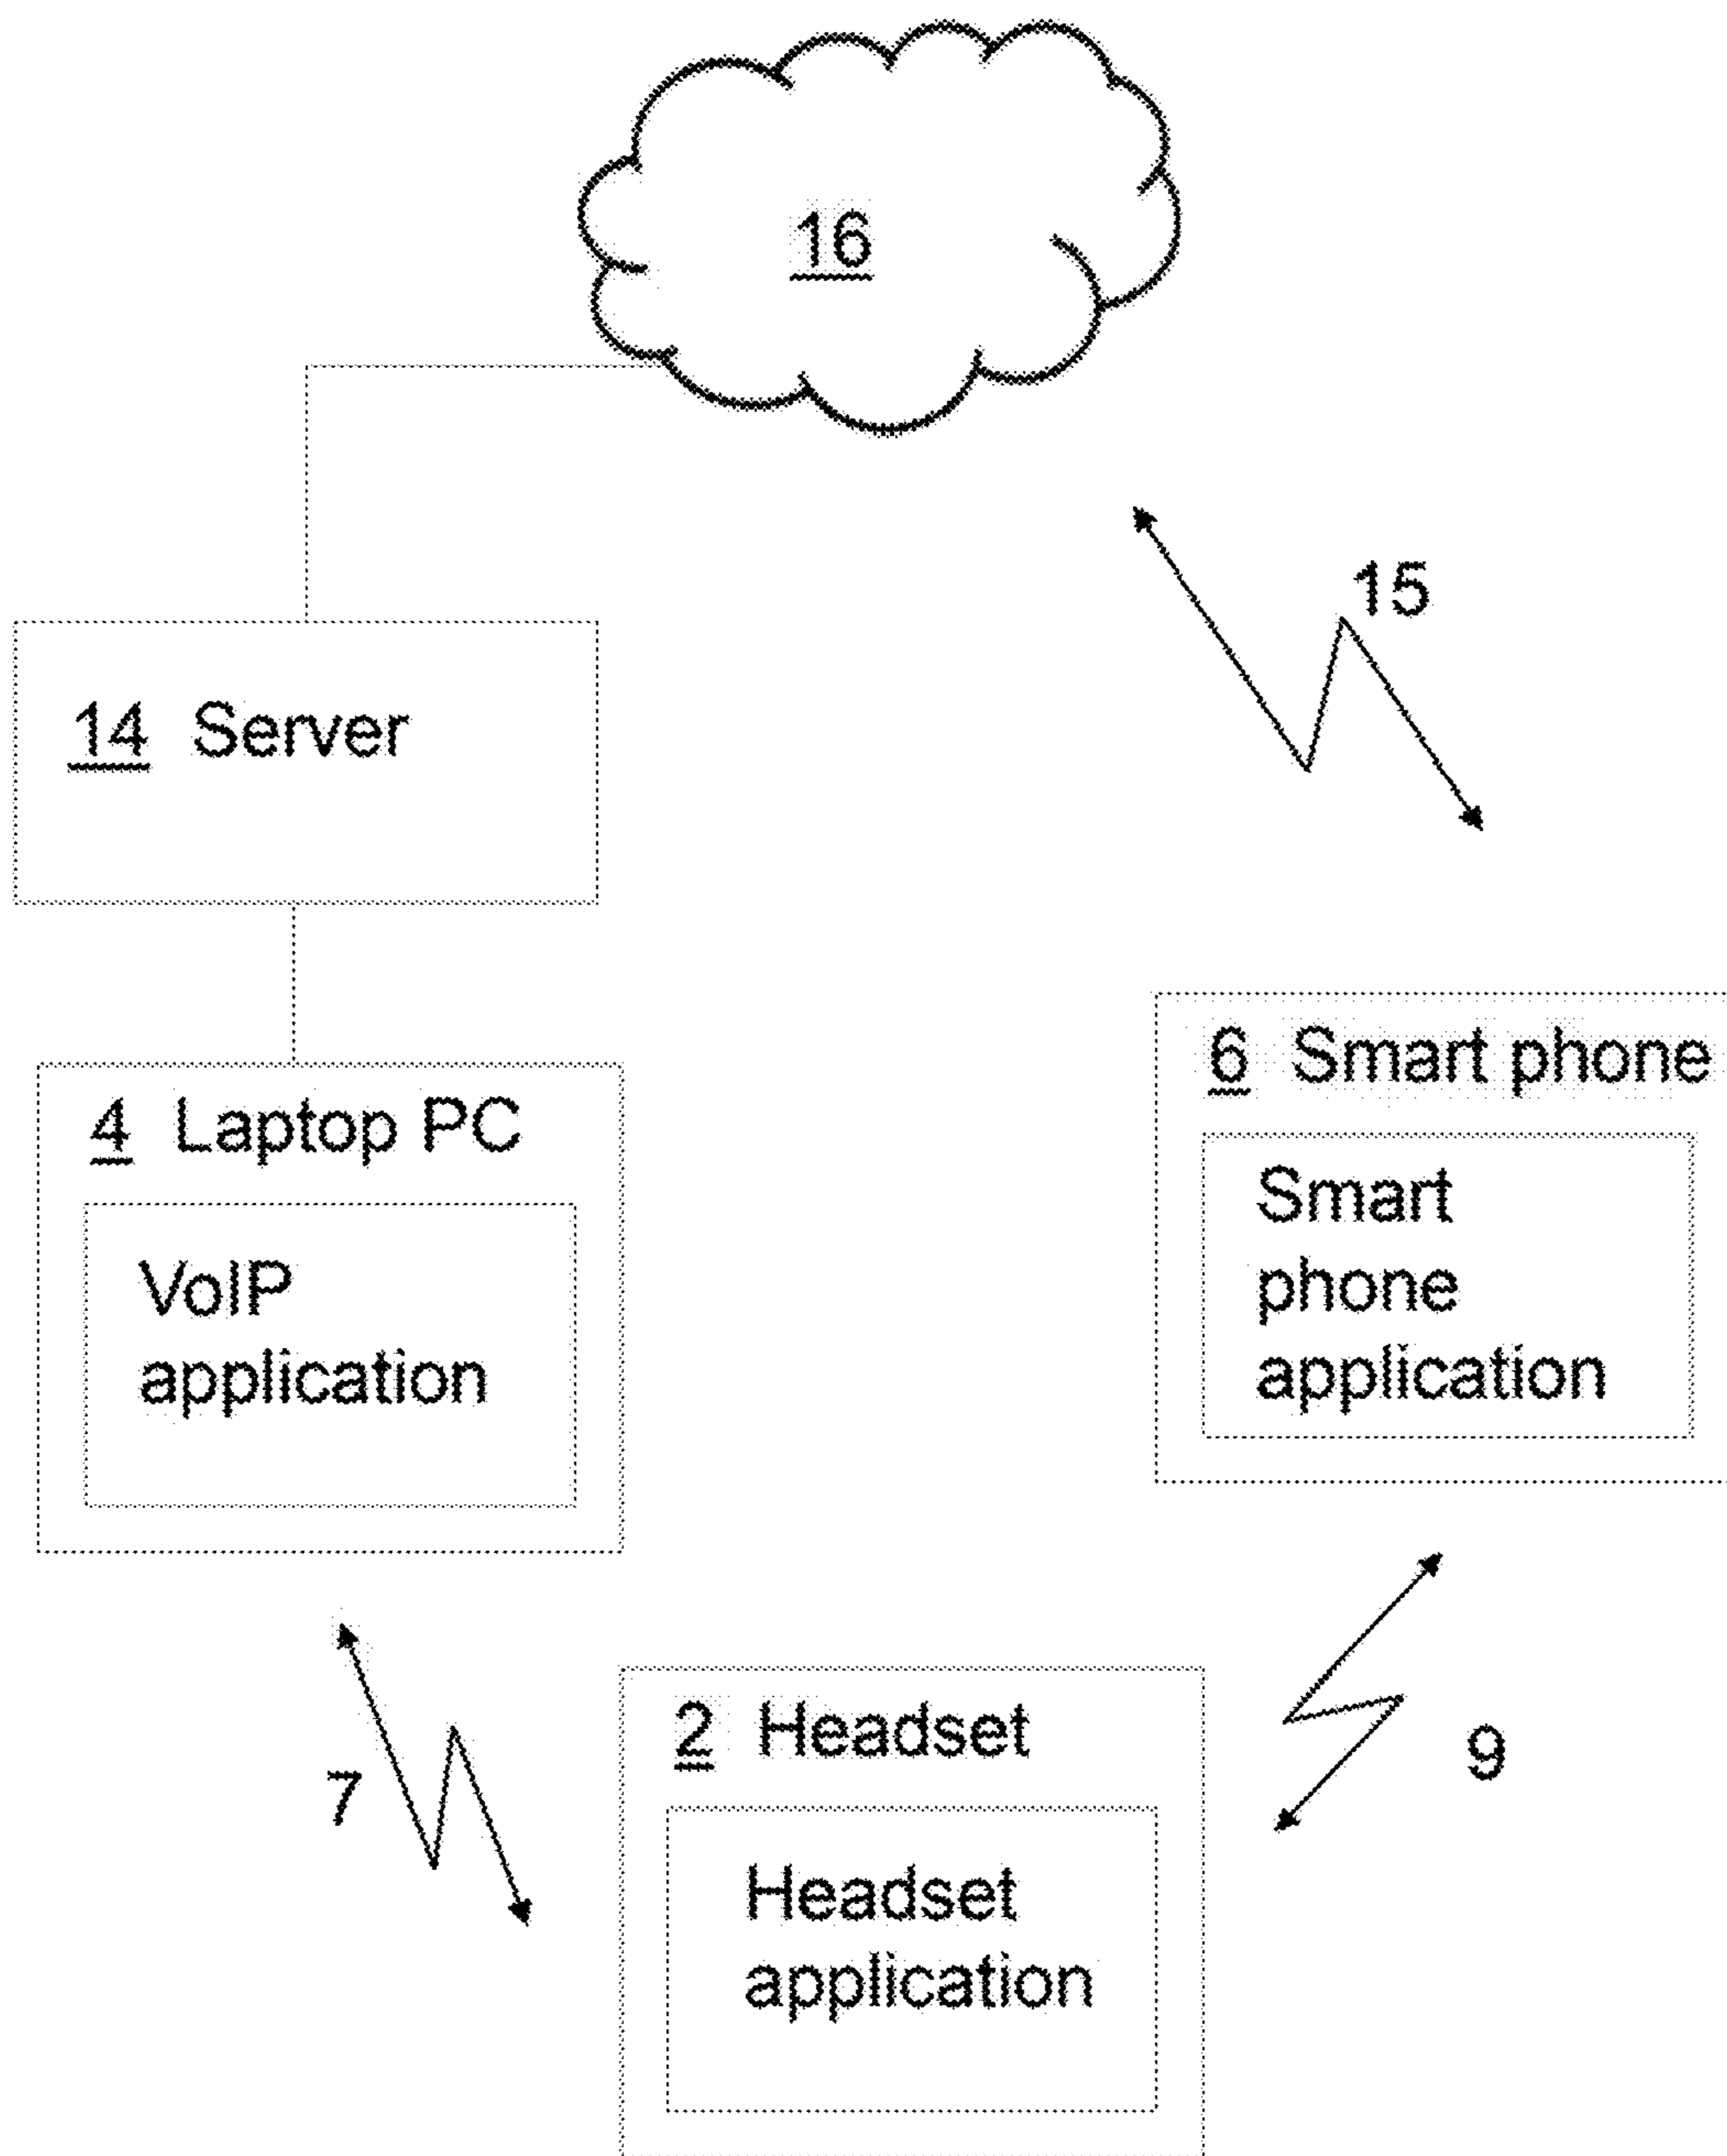 16
15
14 Server
6 Smart phone
Smart
phone
application
4 Laptop PC
VoIP
application
7
2 Headset
9
Headset
application